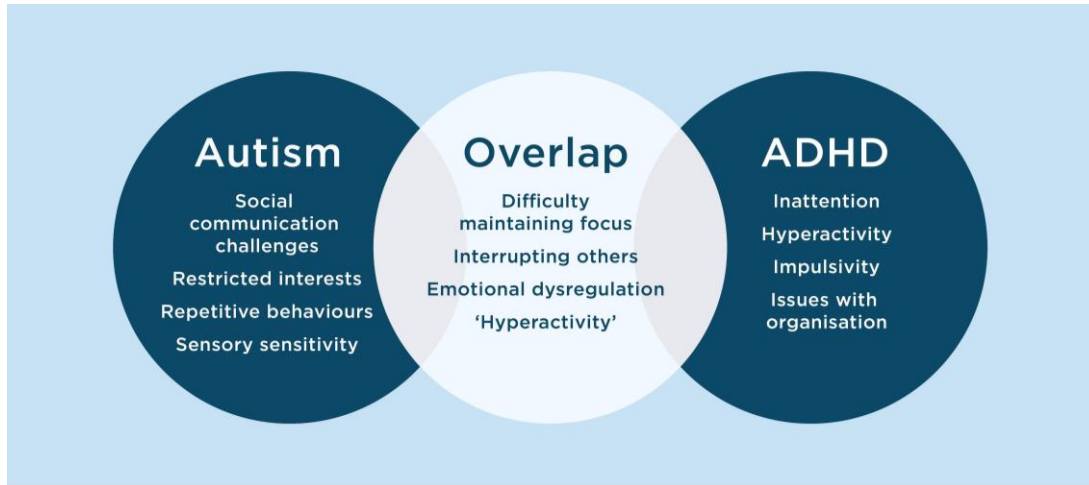 Autism
Social
communication
challenges
Restricted interests
Repetitive behaviours
Sensory sensitivity
Overlap
Difficulty
maintaining focus
Interrupting others
Emotional dysregulation
‘Hyperactivity’
ADHD
Inattention
Hyperactivity
Impulsivity
Issues with
organisation